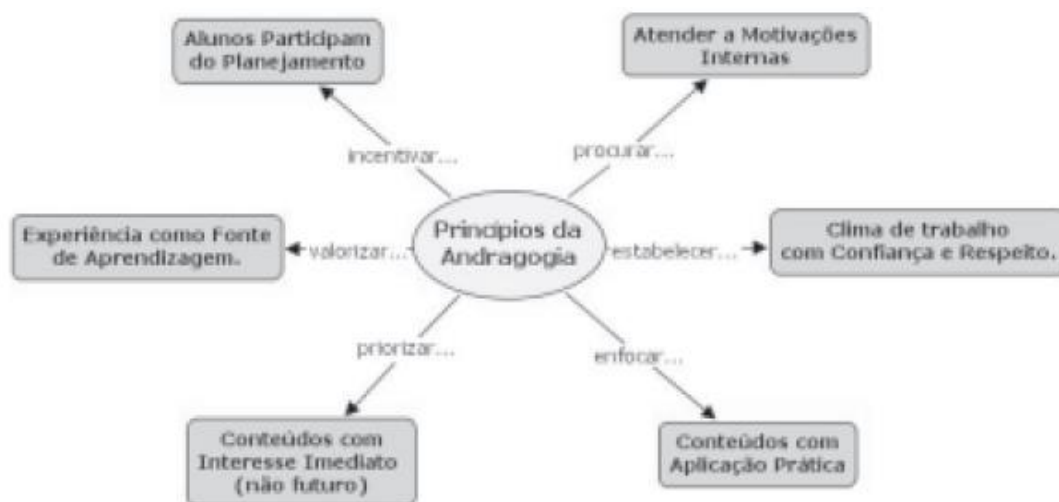 Alunos Participam
do Planejamento
Atender a Motivações
Internas
incentivar...
procurar...
Experiência como Fonte
de Aprendizagem.
valorizar...
Princípios da
Andragogia
estabelecer...
Clima de trabalho
com Confiança e Respeito.
priorizar...
enfocar...
Conteúdos com
Interesse Imediato
(não futuro)
Conteúdos com
Aplicação Prática